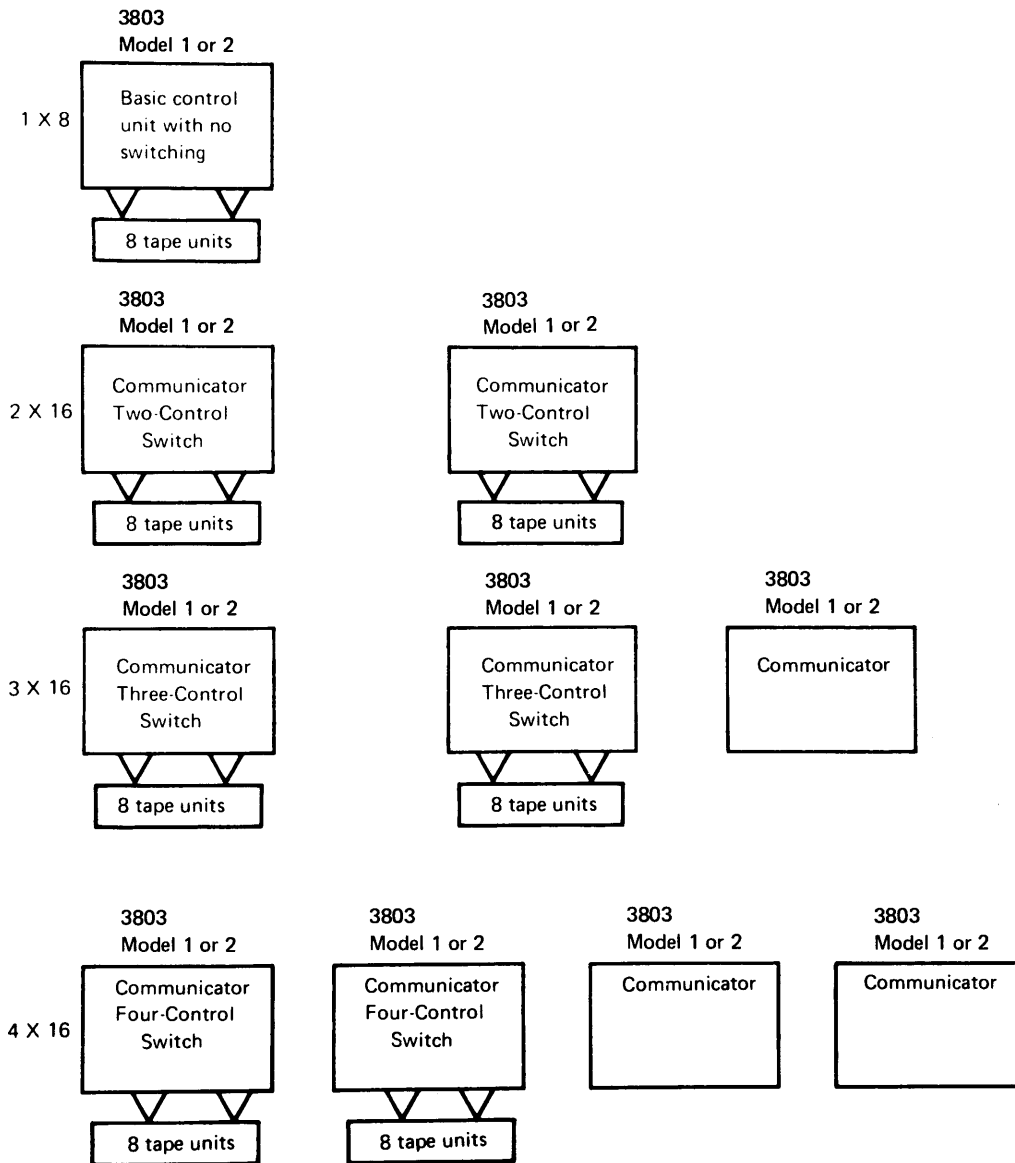 3803
Model 1 or 2
1 X 8
Basic control
unit with no
switching
8 tape units
3803
Model 1 or 2
3803
Model 1 or 2
2 X 16
Communicator
Two-Control
Switch
8 tape units
Communicator
Two-Control
Switch
8 tape units
3803
Model 1 or 2
3803
Model 1 or 2
3803
Model 1 or 2
3 X 16
Communicator
Three-Control
Switch
8 tape units
Communicator
Three-Control
Switch
8 tape units
Communicator
3803
Model 1 or 2
3803
Model 1 or 2
3803
Model 1 or 2
3803
Model 1 or 2
4 X 16
Communicator
Four-Control
Switch
8 tape units
Communicator
Four-Control
Switch
8 tape units
Communicator
Communicator